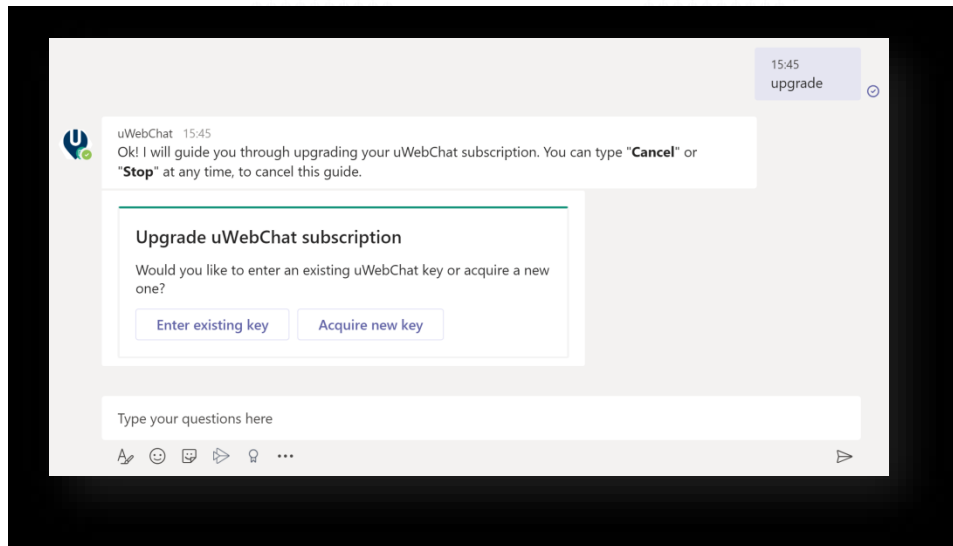 15:45
upgrade
uWebChat 15:45
Ok! I will guide you through upgrading your uWebChat subscription. You can type "Cancel" or
"Stop" at any time, to cancel this guide.
Upgrade uWebChat subscription
Would you like to enter an existing uWebChat key or acquire a new
one?
Enter existing key
Acquire new key
Type your questions here